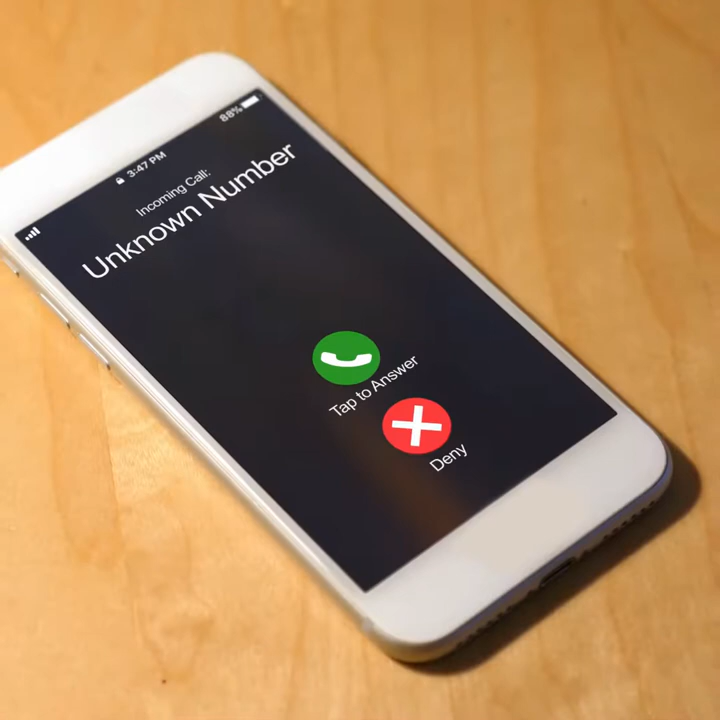 3:47 PM
88%
Incoming Call:
Unknown Number
Tap to Answer
Deny